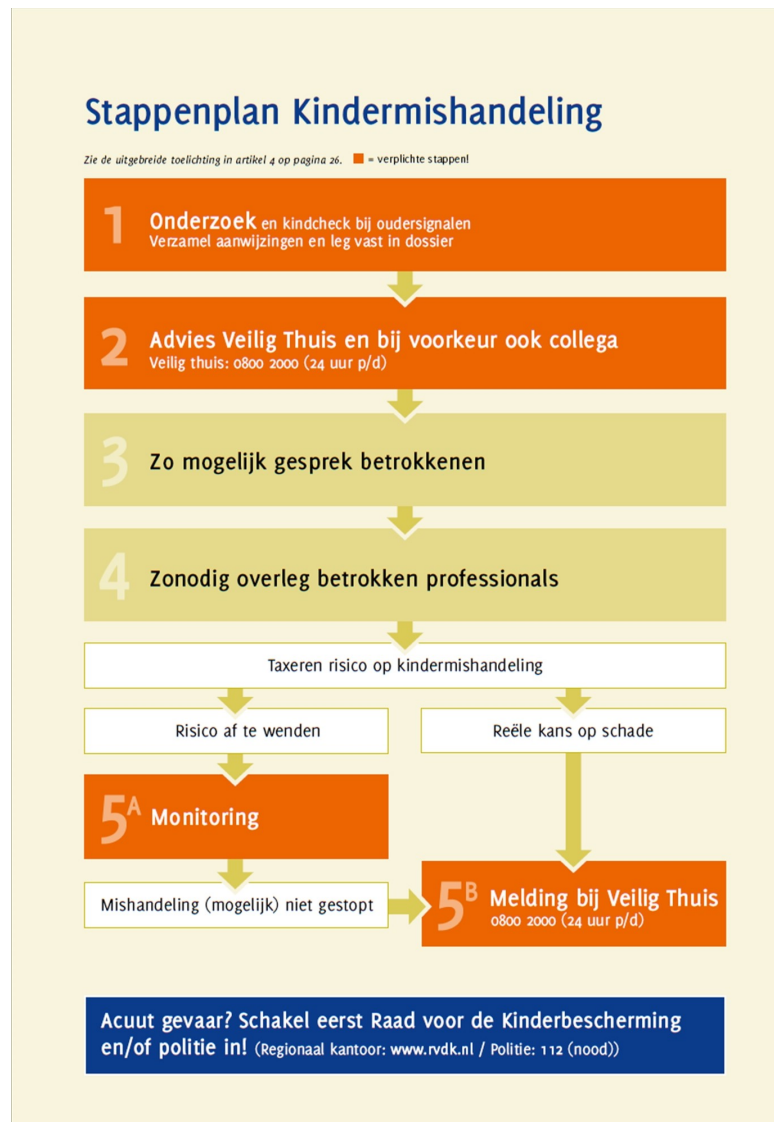 Stappenplan Kindermishandeling
Zie de uitgebreide toelichting in artikel 4 op pagina 26. = verplichte stappen!
1
Onderzoek en kindcheck bij oudersignalen
Verzamel aanwijzingen en leg vast in dossier
2
Advies Veilig Thuis en bij voorkeur ook collega
Veilig thuis: 0800 2000 (24 uur p/d)
3
Zo mogelijk gesprek betrokkenen
4
Zonodig overleg betrokken professionals
Taxeren risico op kindermishandeling
Risico af te wenden
Reële kans op schade
5A Monitoring
Mishandeling (mogelijk) niet gestopt
5B
Melding bij Veilig Thuis
0800 2000 (24 uur p/d)
Acuut gevaar? Schakel eerst Raad voor de Kinderbescherming
en/of politie in! (Regionaal kantoor: www.rvdk.nl / Politie: 112 (nood))